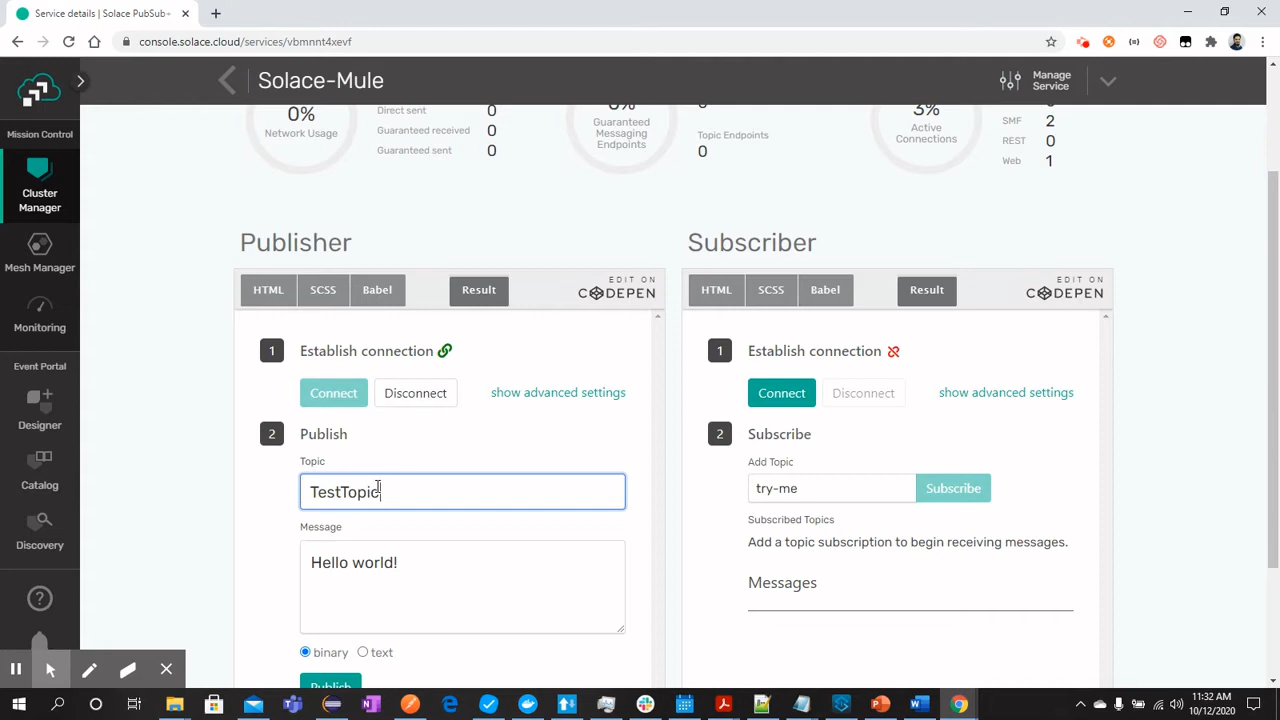 Service details | Solace PubSub+
console.solace.cloud/services/vbmnnt4xevf
Solace-Mule
Manage Service
Mission Control
Cluster Manager
Mesh Manager
Monitoring
Event Portal
Designer
Catalog
Discovery
0%
Network Usage
Direct sent 0
Guaranteed received 0
Guaranteed sent 0
Guaranteed
Messaging
Endpoints
Topic Endpoints
0
3%
Active
Connections
SMF 2
REST 0
Web 1
Publisher
HTML SCSS Babel Result EDIT ON CODEPEN
1 Establish connection
Connect Disconnect show advanced settings
2 Publish
Topic
TestTopic
Message
Hello world!
binary text
Publish
Subscriber
HTML SCSS Babel Result EDIT ON CODEPEN
1 Establish connection
Connect Disconnect show advanced settings
2 Subscribe
Add Topic
try-me Subscribe
Subscribed Topics
Add a topic subscription to begin receiving messages.
Messages
11:32 AM
10/12/2020